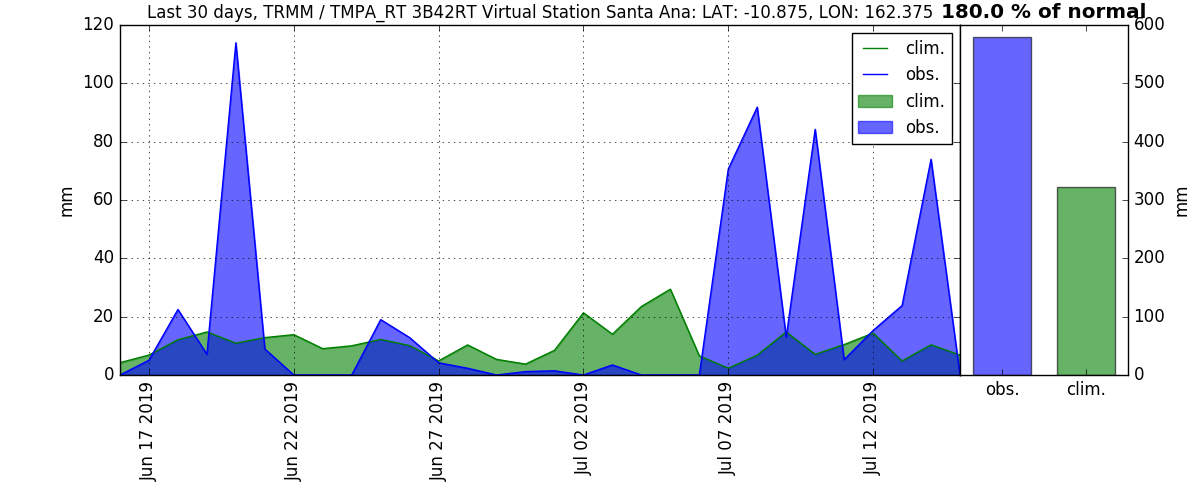 Last 30 days, TRMM / TMPA_RT 3B42RT Virtual Station Santa Ana: LAT: -10.875, LON: 162.375 180.0 % of normal
120
100
80
60
40
20
0
mm
clim.
obs.
clim.
obs.
600
500
400
300
200
100
0
mm
Jun 17 2019
Jun 22 2019
Jun 27 2019
Jul 02 2019
Jul 07 2019
Jul 12 2019
obs.
clim.